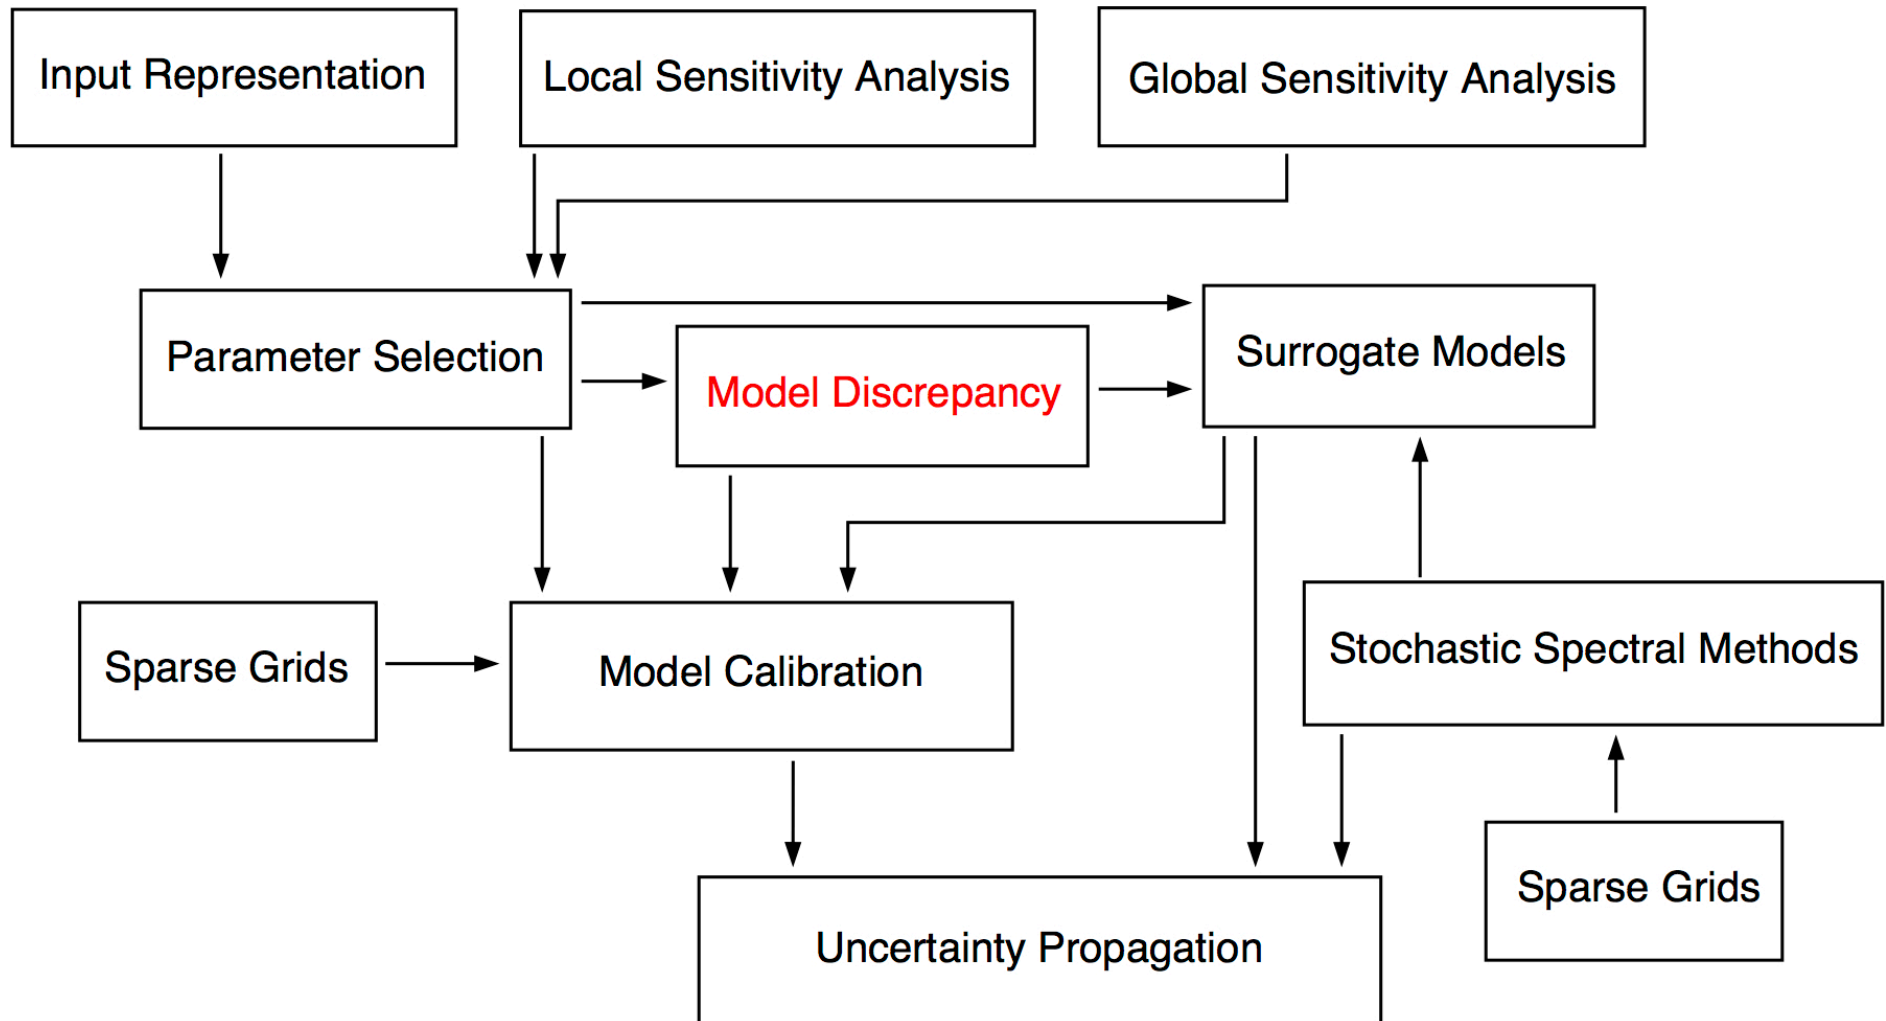 Input Representation
Local Sensitivity Analysis
Global Sensitivity Analysis
Parameter Selection
Model Discrepancy
Surrogate Models
Sparse Grids
Model Calibration
Stochastic Spectral Methods
Sparse Grids
Uncertainty Propagation